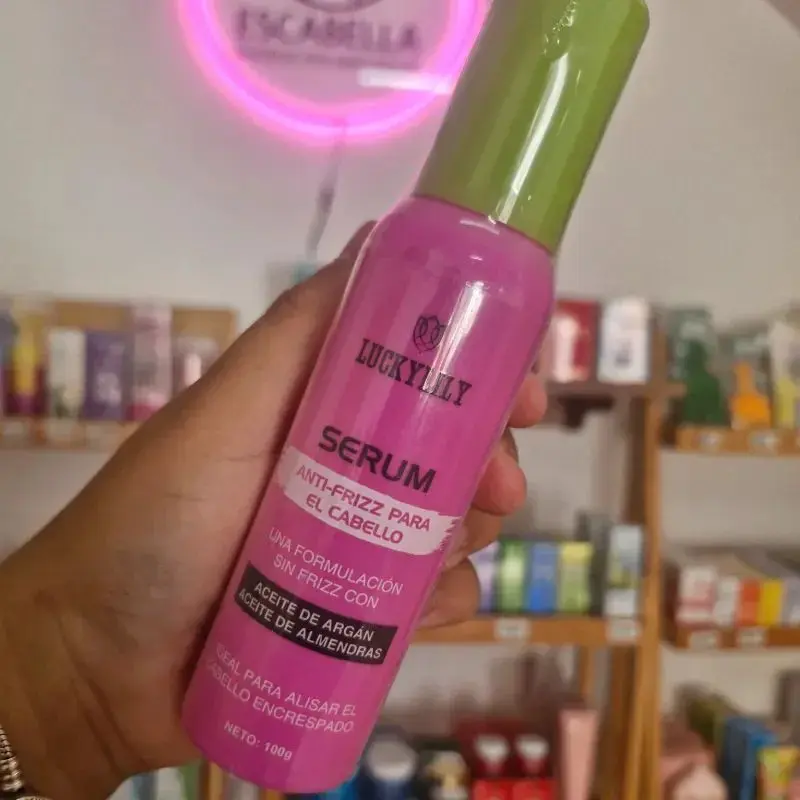 ESCABELLA
LUCKYLILY
SERUM
ANTI-FRIZZ PARA
EL CABELLO
UNA FORMULACIÓN
SIN FRIZZ CON
ACEITE DE ARGÁN
ACEITE DE ALMENDRAS
IDEAL PARA ALISAR EL
CABELLO ENCRESPADO
NETO: 100g